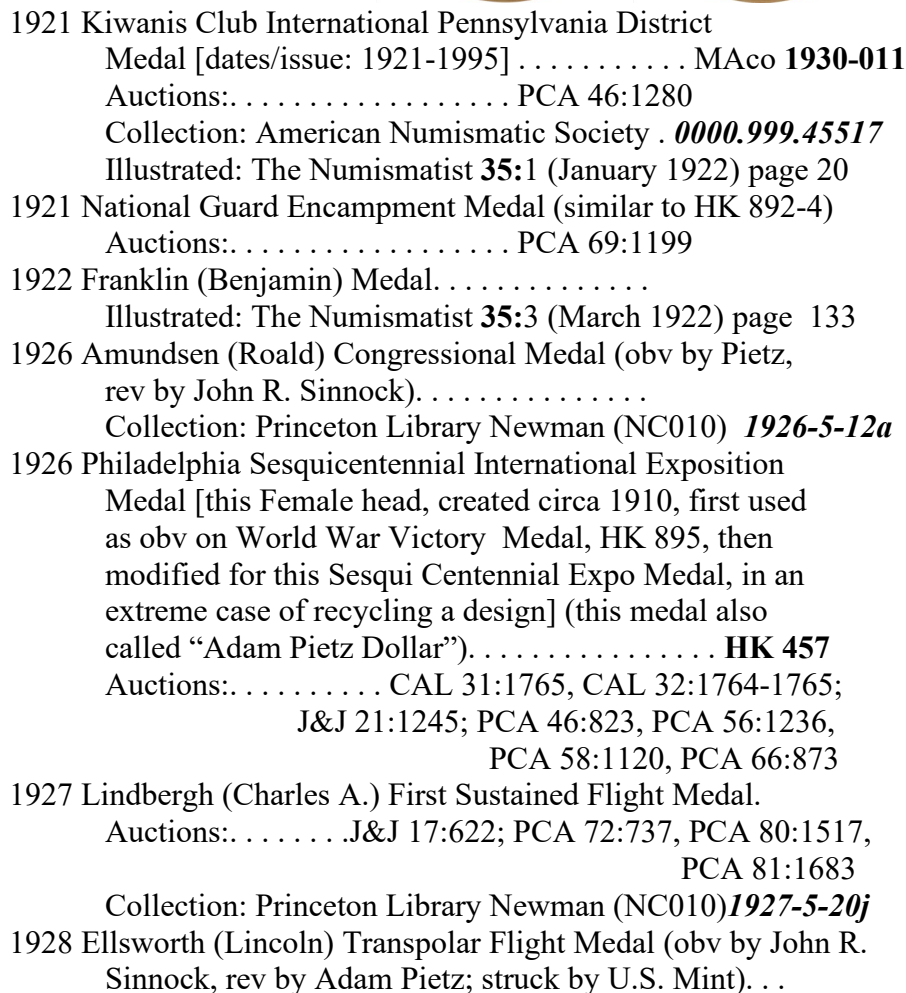 1921 Kiwanis Club International Pennsylvania District
Medal [dates/issue: 1921-1995] . . . . . . . . . . . MAco 1930-011
Auctions:. . . . . . . . . . . . . . . . . . PCA 46:1280
Collection: American Numismatic Society . 0000.999.45517
Illustrated: The Numismatist 35:1 (January 1922) page 20
1921 National Guard Encampment Medal (similar to HK 892-4)
Auctions:. . . . . . . . . . . . . . . . . . PCA 69:1199
1922 Franklin (Benjamin) Medal. . . . . . . . . . . . . .
Illustrated: The Numismatist 35:3 (March 1922) page 133
1926 Amundsen (Roald) Congressional Medal (obv by Pietz,
rev by John R. Sinnock). . . . . . . . . . . . . . .
Collection: Princeton Library Newman (NC010) 1926-5-12a
1926 Philadelphia Sesquicentennial International Exposition
Medal [this Female head, created circa 1910, first used
as obv on World War Victory Medal, HK 895, then
modified for this Sesqui Centennial Expo Medal, in an
extreme case of recycling a design] (this medal also
called “Adam Pietz Dollar”). . . . . . . . . . . . . . . . HK 457
Auctions:. . . . . . . . . . CAL 31:1765, CAL 32:1764-1765;
J&J 21:1245; PCA 46:823, PCA 56:1236,
PCA 58:1120, PCA 66:873
1927 Lindbergh (Charles A.) First Sustained Flight Medal.
Auctions:. . . . . . . .J&J 17:622; PCA 72:737, PCA 80:1517,
PCA 81:1683
Collection: Princeton Library Newman (NC010)1927-5-20j
1928 Ellsworth (Lincoln) Transpolar Flight Medal (obv by John R.
Sinnock, rev by Adam Pietz; struck by U.S. Mint). . .